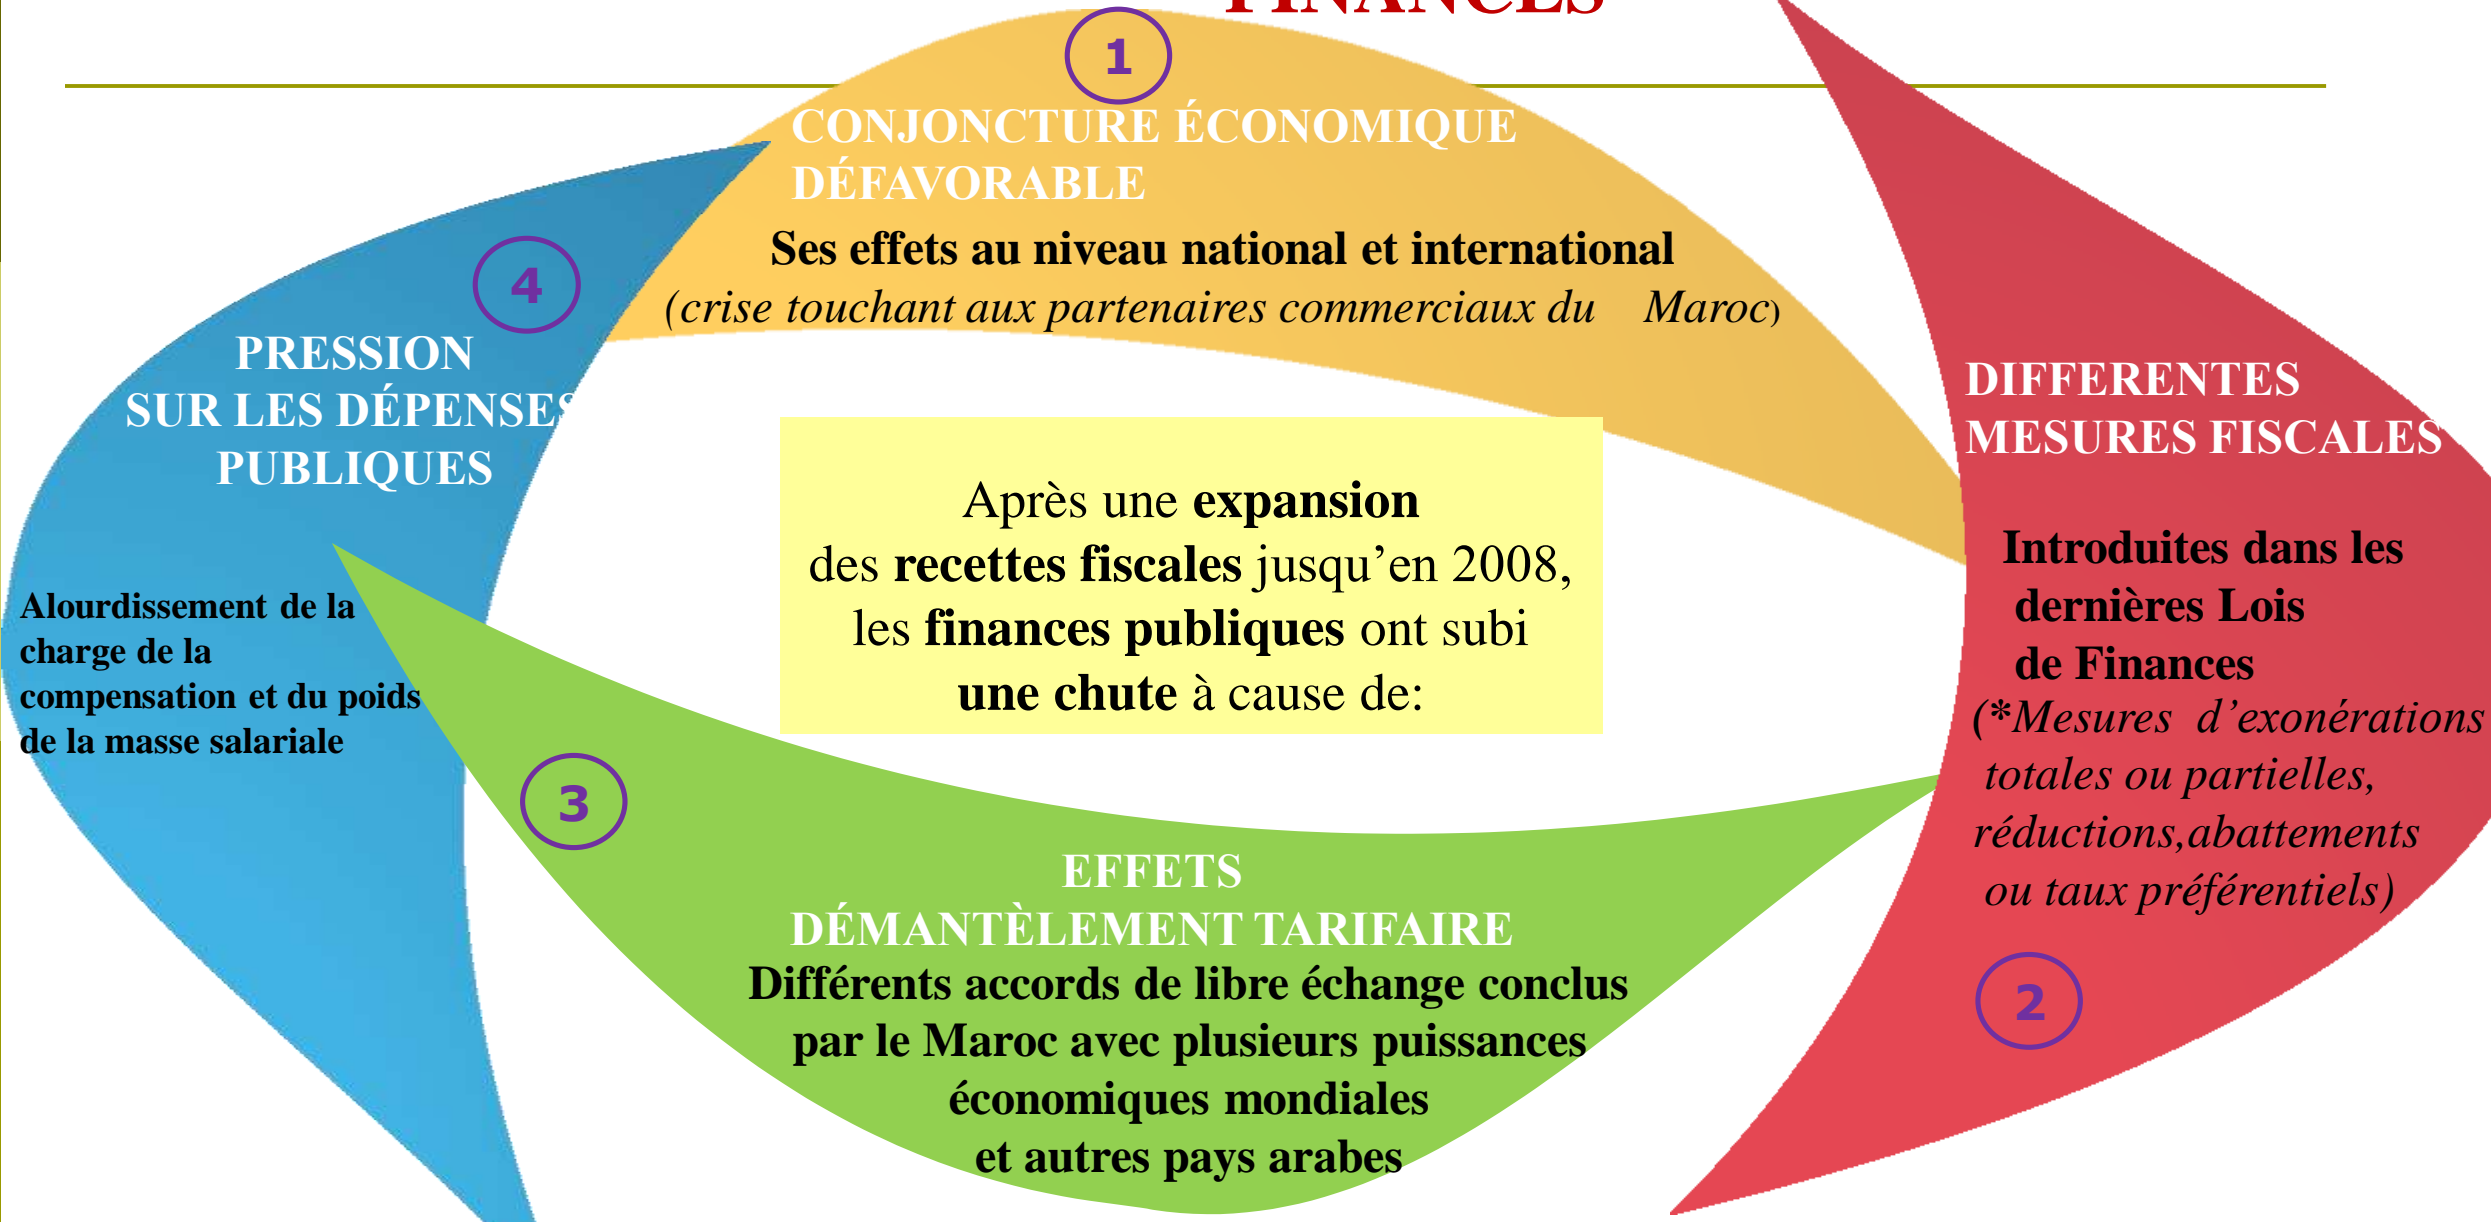 FINANCES
1
CONJONCTURE ÉCONOMIQUE
DÉFAVORABLE
Ses effets au niveau national et international
(crise touchant aux partenaires commerciaux du Maroc)
DIFFERENTES
MESURES FISCALES
Introduites dans les
dernières Lois
de Finances
(*Mesures d’exonérations
totales ou partielles,
réductions,abattements
ou taux préférentiels)
2
Après une expansion
des recettes fiscales jusqu’en 2008,
les finances publiques ont subi
une chute à cause de:
3
EFFETS
DÉMANTÈLEMENT TARIFAIRE
Différents accords de libre échange conclus
par le Maroc avec plusieurs puissances
économiques mondiales
et autres pays arabes
4
PRESSION
SUR LES DÉPENSES
PUBLIQUES
Alourdissement de la
charge de la
compensation et du poids
de la masse salariale